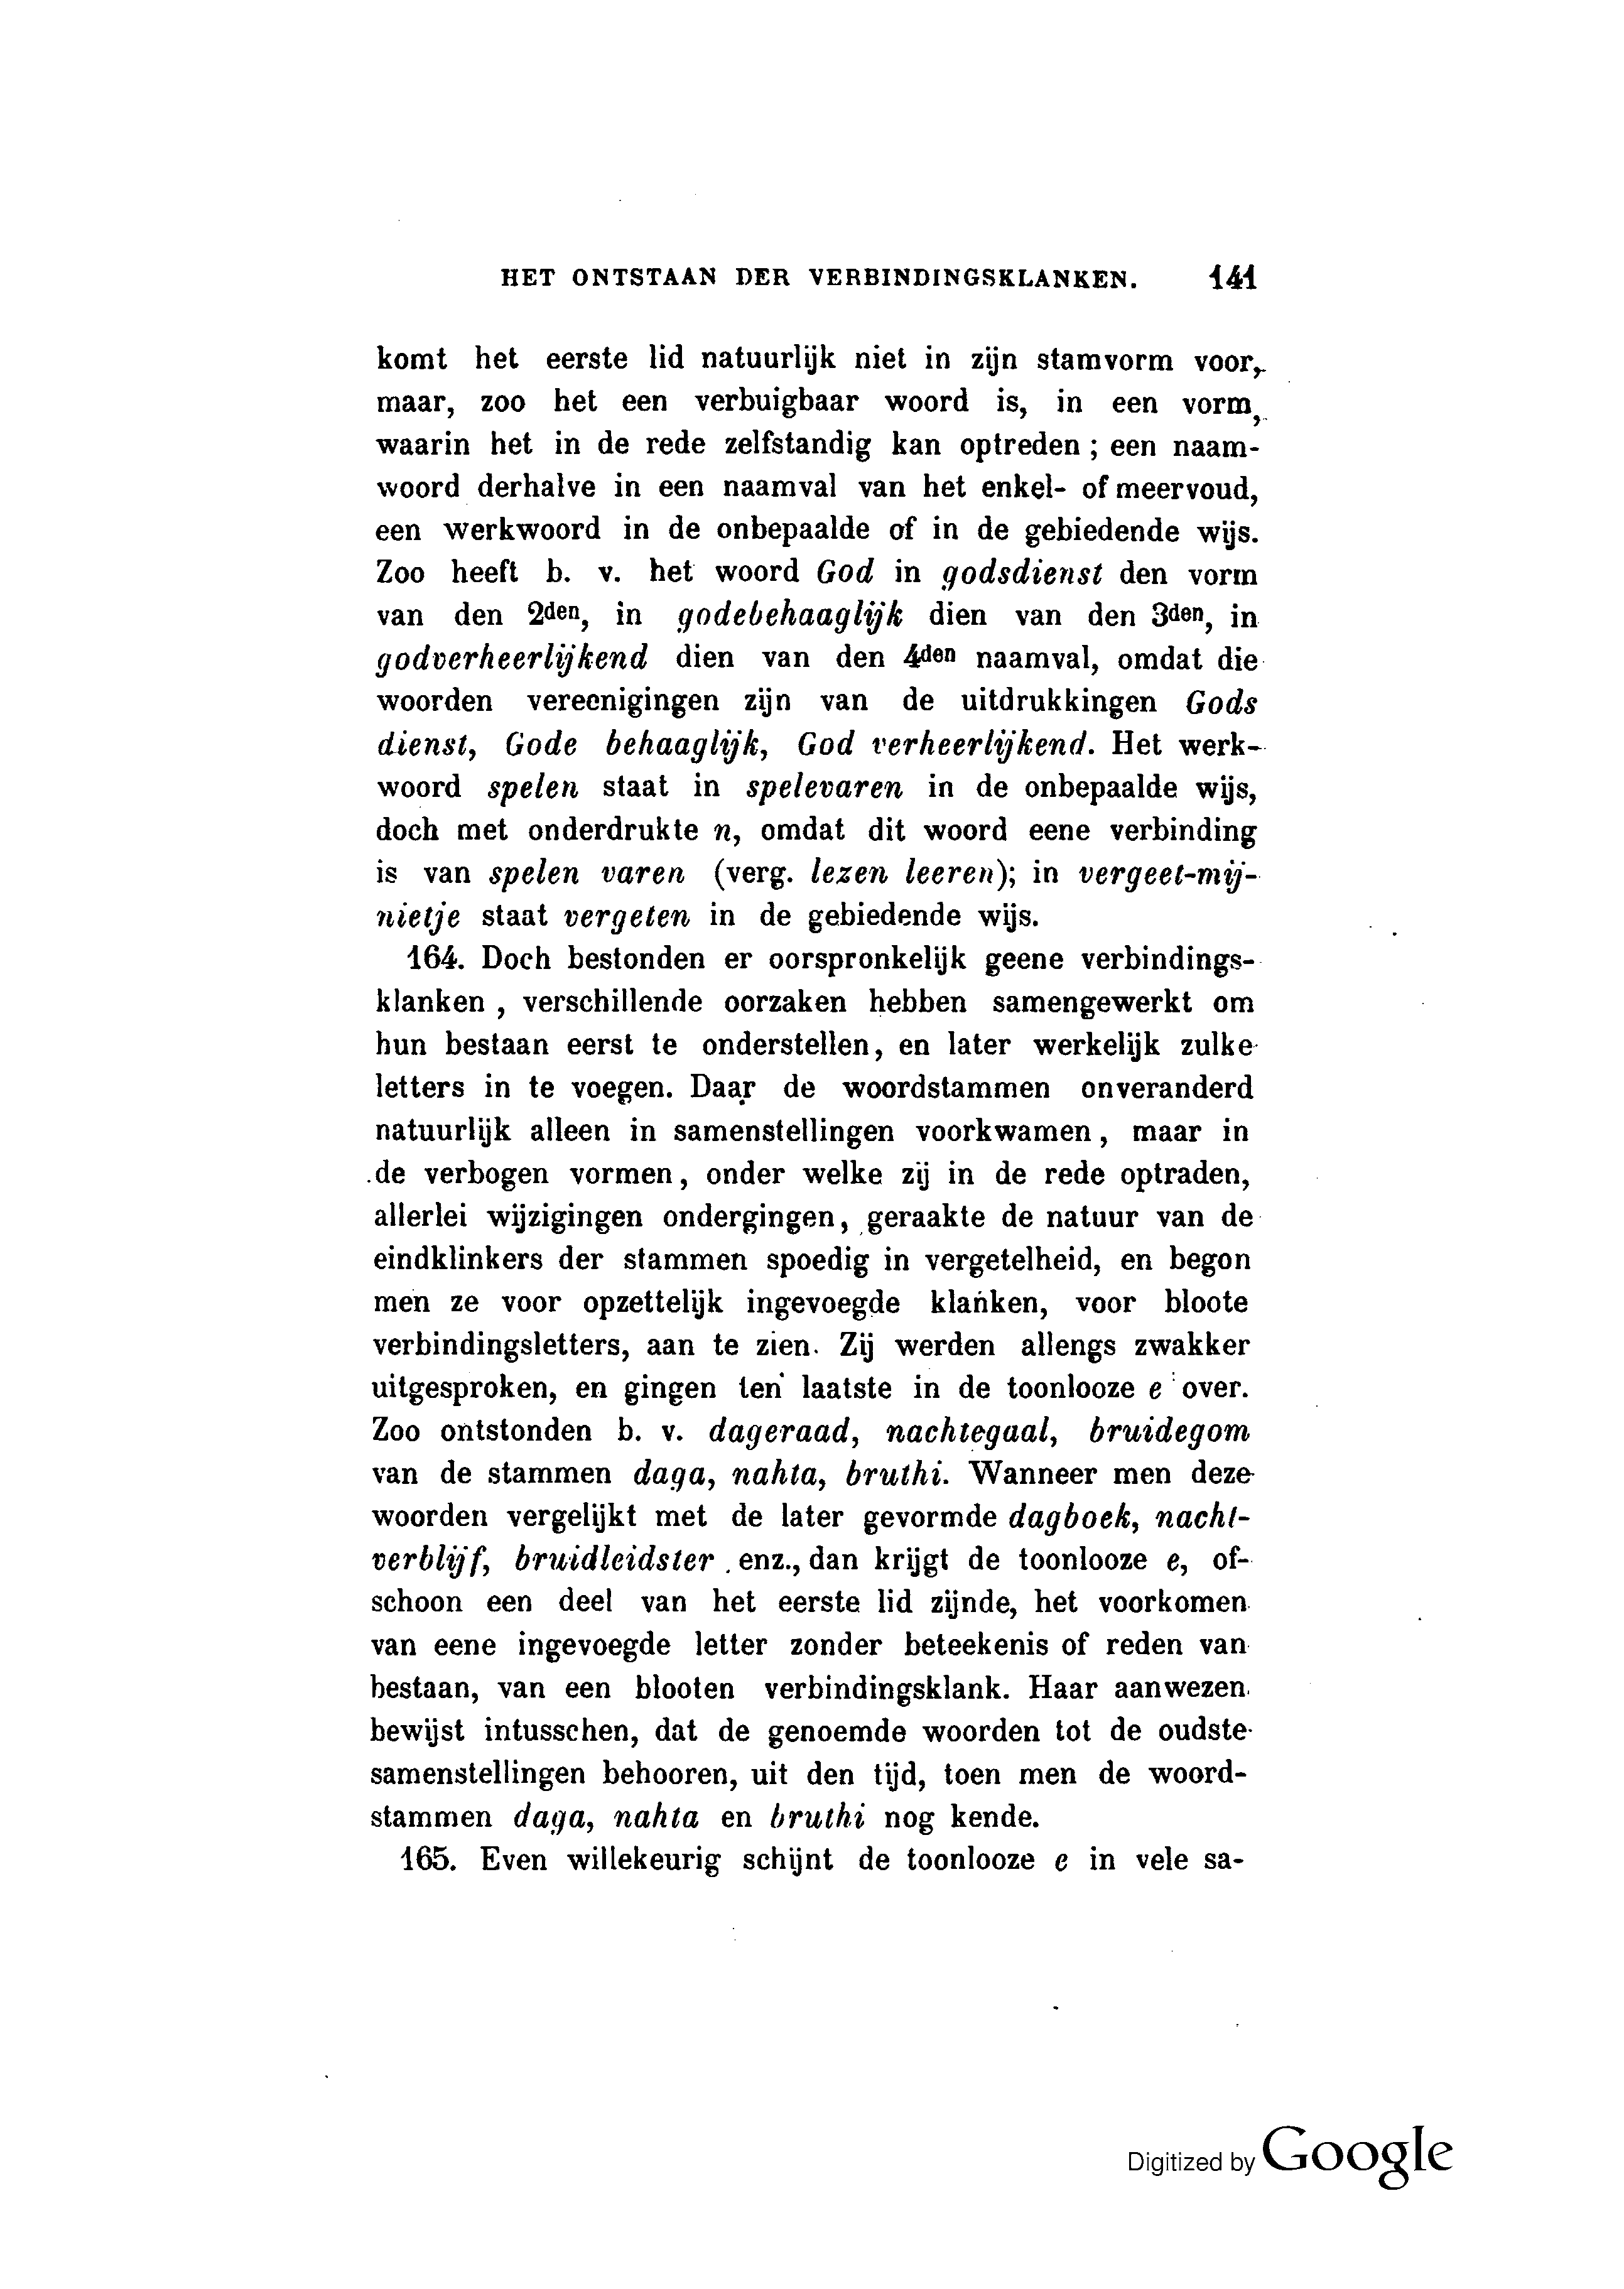 HET ONTSTAAN DER VERBINDINGSKLANKEN. 141
komt het eerste lid natuurlijk niet in zijn stamvorm voor,
maar, zoo het een verbuigbaar woord is, in een vorm,
waarin het in de rede zelfstandig kan optreden; een naam-
woord derhalve in een naamval van het enkel- of meervoud,
een werkwoord in de onbepaalde of in de gebiedende wijs.
Zoo heeft b. v. het woord God in godsdienst den vorm
van den 2den, in godebehaaglijk dien van den 3den, in
godverheerlijkend dien van den 4den naamval, omdat die
woorden vereenigingen zijn van de uitdrukkingen Gods
dienst, Gode behaaglijk, God verheerlijkend. Het werk-
woord spelen staat in spelevaren in de onbepaalde wijs,
doch met onderdrukte n, omdat dit woord eene verbinding
is van spelen varen (verg. lezen leeren); in vergeet-mij-
nietje staat vergeten in de gebiedende wijs.
164. Doch bestonden er oorspronkelijk geene verbindings-
klanken, verschillende oorzaken hebben samengewerkt om
hun bestaan eerst te onderstellen, en later werkelijk zulke
letters in te voegen. Daar de woordstammen onveranderd
natuurlijk alleen in samenstellingen voorkwamen, maar in
de verbogen vormen, onder welke zij in de rede optraden,
allerlei wijzigingen ondergingen, geraakte de natuur van de
eindklinkers der stammen spoedig in vergetelheid, en begon
men ze voor opzettelijk ingevoegde klanken, voor bloote
verbindingsletters, aan te zien. Zij werden allengs zwakker
uitgesproken, en gingen ten laatste in de toonlooze e over.
Zoo ontstonden b. v. dageraad, nachtegaal, bruidegom
van de stammen daga, nahta, bruthi. Wanneer men deze
woorden vergelijkt met de later gevormde dagboek, nacht-
verblijf, bruidleidster enz., dan krijgt de toonlooze e, of-
schoon een deel van het eerste lid zijnde, het voorkomen
van eene ingevoegde letter zonder beteekenis of reden van
bestaan, van een blooten verbindingsklank. Haar aanwezen
bewijst intusschen, dat de genoemde woorden tot de oudste
samenstellingen behooren, uit den tijd, toen men de woord-
stammen daga, nahta en bruthi nog kende.
165. Even willekeurig schijnt de toonlooze e in vele sa-
Digitized by Google